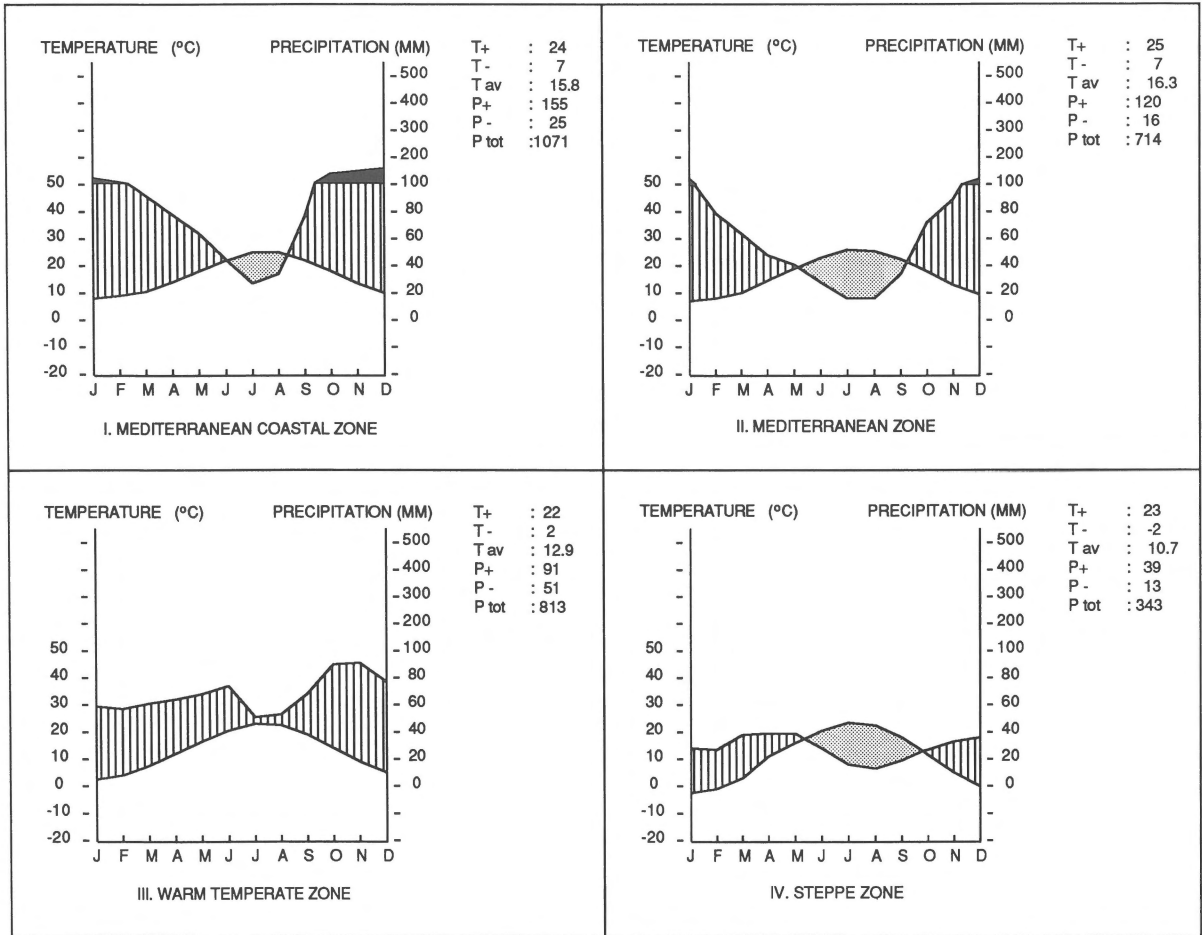 TEMPERATURE (ºC) PRECIPITATION (MM)
T+ : 24
T - : 7
T av : 15.8
P+ : 155
P - : 25
P tot :1071
500
400
300
200
50 100
40 80
30 60
20 40
10 20
0 0
-10
-20
J F M A M J J A S O N D
I. MEDITERRANEAN COASTAL ZONE
TEMPERATURE (ºC) PRECIPITATION (MM)
T+ : 25
T - : 7
T av : 16.3
P+ : 120
P - : 16
P tot : 714
500
400
300
200
50 100
40 80
30 60
20 40
10 20
0 0
-10
-20
J F M A M J J A S O N D
II. MEDITERRANEAN ZONE
TEMPERATURE (ºC) PRECIPITATION (MM)
T+ : 22
T - : 2
T av : 12.9
P+ : 91
P - : 51
P tot : 813
500
400
300
200
50 100
40 80
30 60
20 40
10 20
0 0
-10
-20
J F M A M J J A S O N D
III. WARM TEMPERATE ZONE
TEMPERATURE (ºC) PRECIPITATION (MM)
T+ : 23
T - : -2
T av : 10.7
P+ : 39
P - : 13
P tot : 343
500
400
300
200
50 100
40 80
30 60
20 40
10 20
0 0
-10
-20
J F M A M J J A S O N D
IV. STEPPE ZONE